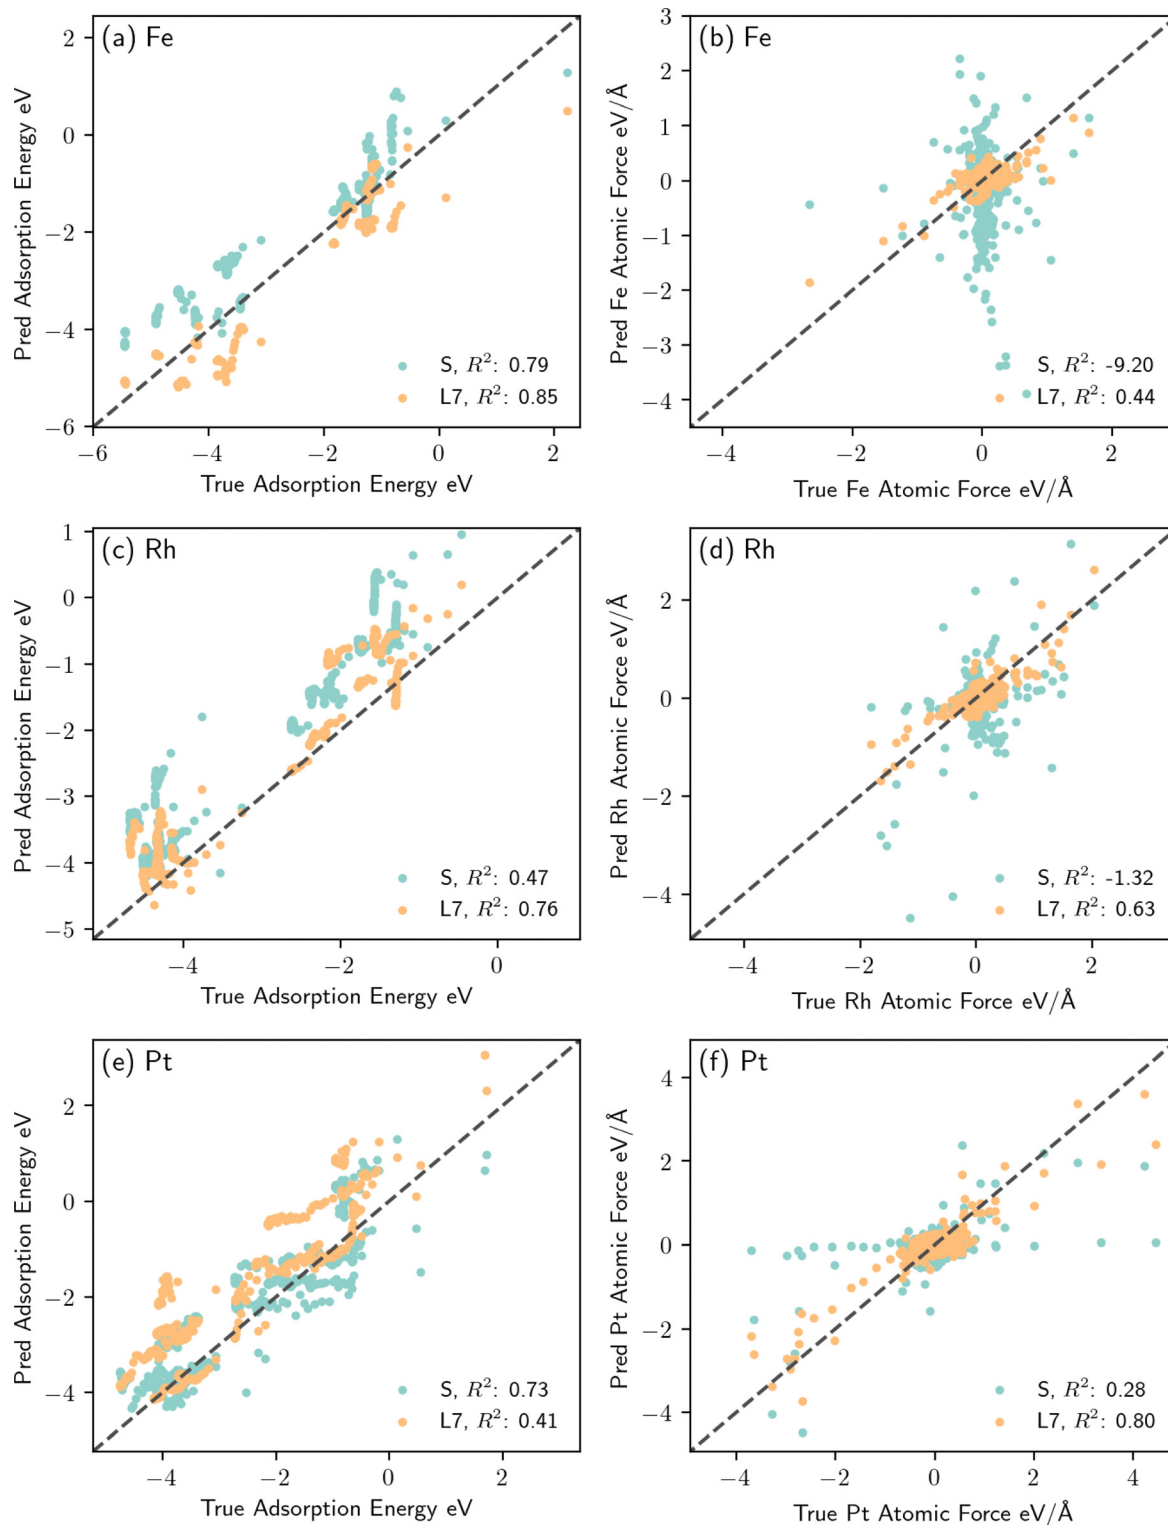 (a) Fe
2
0
−2
−4
−6
Pred Adsorption Energy eV
S, R²: 0.79
L7, R²: 0.85
−6
−4
−2
0
2
True Adsorption Energy eV
(b) Fe
3
2
1
0
−1
−2
−3
−4
Pred Fe Atomic Force eV/Å
S, R²: -9.20
L7, R²: 0.44
−4
−2
0
2
True Fe Atomic Force eV/Å
(c) Rh
1
0
−1
−2
−3
−4
−5
Pred Adsorption Energy eV
S, R²: 0.47
L7, R²: 0.76
−4
−2
0
True Adsorption Energy eV
(d) Rh
2
0
−2
−4
Pred Rh Atomic Force eV/Å
S, R²: -1.32
L7, R²: 0.63
−4
−2
0
2
True Rh Atomic Force eV/Å
(e) Pt
2
0
−2
−4
Pred Adsorption Energy eV
S, R²: 0.73
L7, R²: 0.41
−4
−2
0
2
True Adsorption Energy eV
(f) Pt
4
2
0
−2
−4
Pred Pt Atomic Force eV/Å
S, R²: 0.28
L7, R²: 0.80
−4
−2
0
2
4
True Pt Atomic Force eV/Å